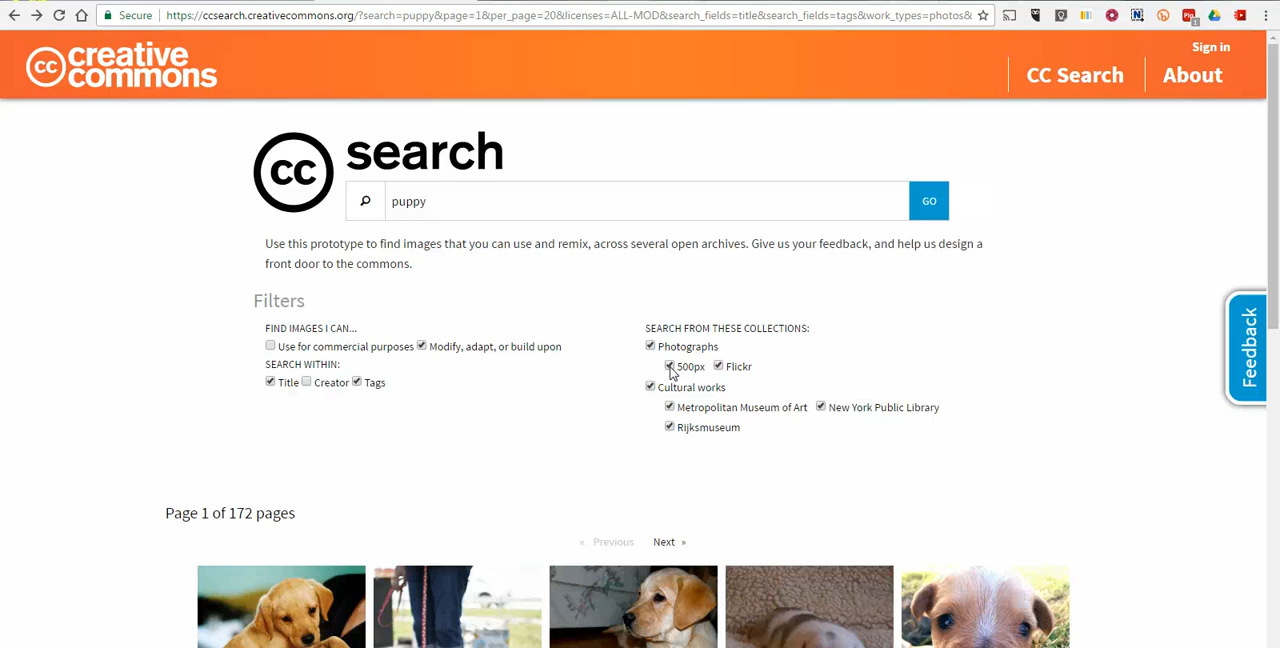 Secure https://ccsearch.creativecommons.org/?search=puppy&page=1&per_page=20&licenses=ALL-MOD&search_fields=title&search_fields=tags&work_types=photos&
Sign in
cc creative commons
CC Search About
cc search
puppy GO
Use this prototype to find images that you can use and remix, across several open archives. Give us your feedback, and help us design a
front door to the commons.
Filters
FIND IMAGES I CAN...
Use for commercial purposes Modify, adapt, or build upon
SEARCH WITHIN:
Title Creator Tags
SEARCH FROM THESE COLLECTIONS:
Photographs
500px Flickr
Cultural works
Metropolitan Museum of Art New York Public Library
Rijksmuseum
Feedback
Page 1 of 172 pages
« Previous Next »